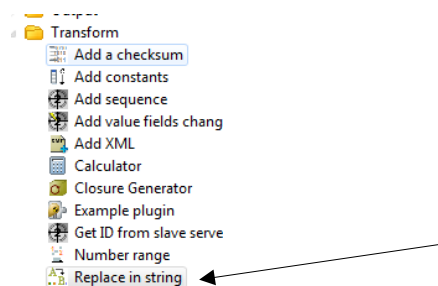 Transform
Add a checksum
Add constants
Add sequence
Add value fields chang
Add XML
Calculator
Closure Generator
Example plugin
Get ID from slave serve
Number range
Replace in string